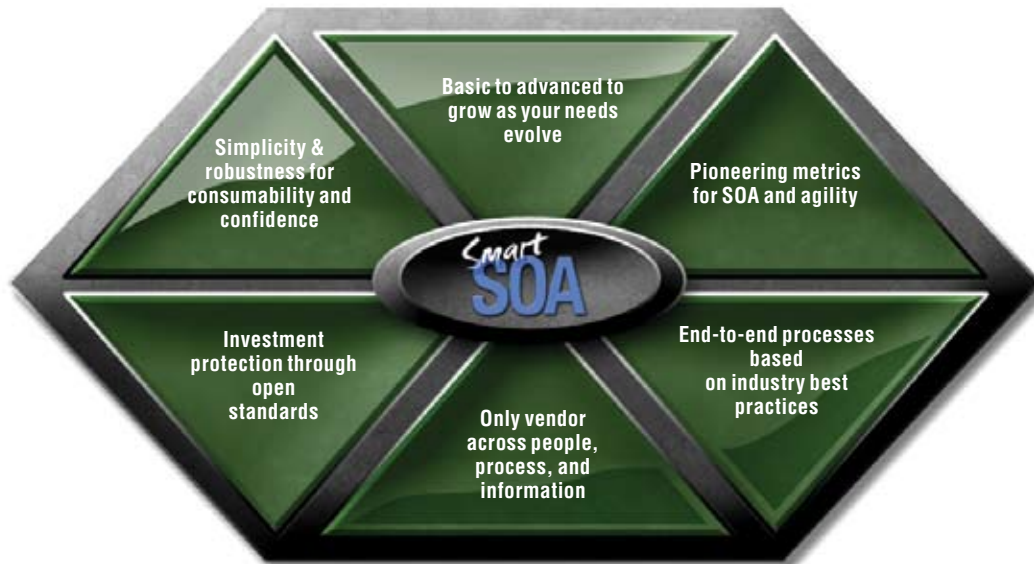 Basic to advanced to
grow as your needs
evolve
Simplicity &
robustness for
consumability and
confidence
Pioneering metrics
for SOA and agility
Smart
SOA
Investment
protection through
open
standards
End-to-end processes
based
on industry best
practices
Only vendor
across people,
process, and
information